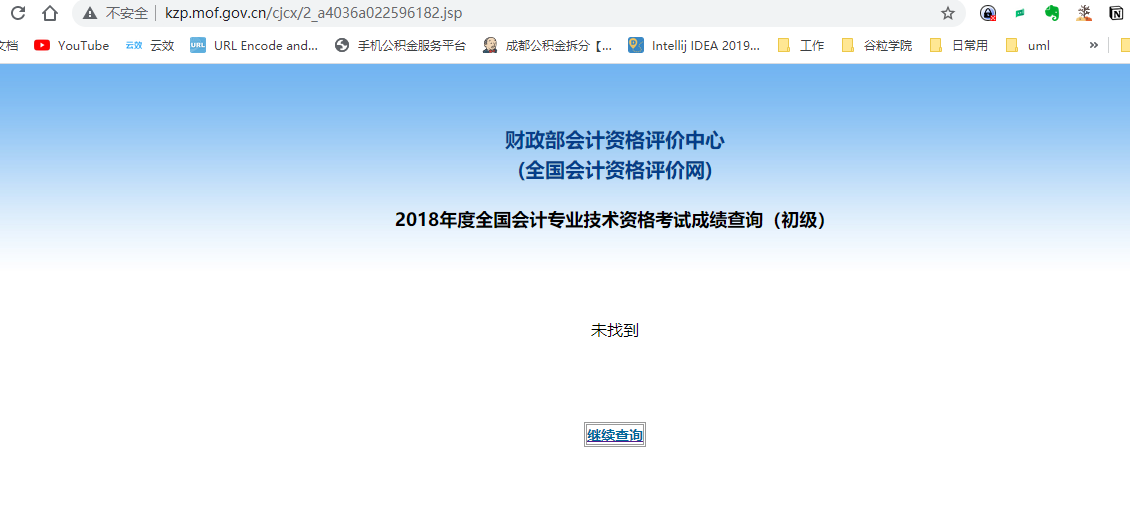 不安全 kzp.mof.gov.cn/cjcx/2_a4036a022596182.jsp
文档 YouTube 云效 云效 URL URL Encode and... 手机公积金服务平台 成都公积金拆分【... Intellij IDEA 2019... 工作 谷粒学院 日常用 uml »
财政部会计资格评价中心
(全国会计资格评价网)
2018年度全国会计专业技术资格考试成绩查询（初级）
未找到
继续查询